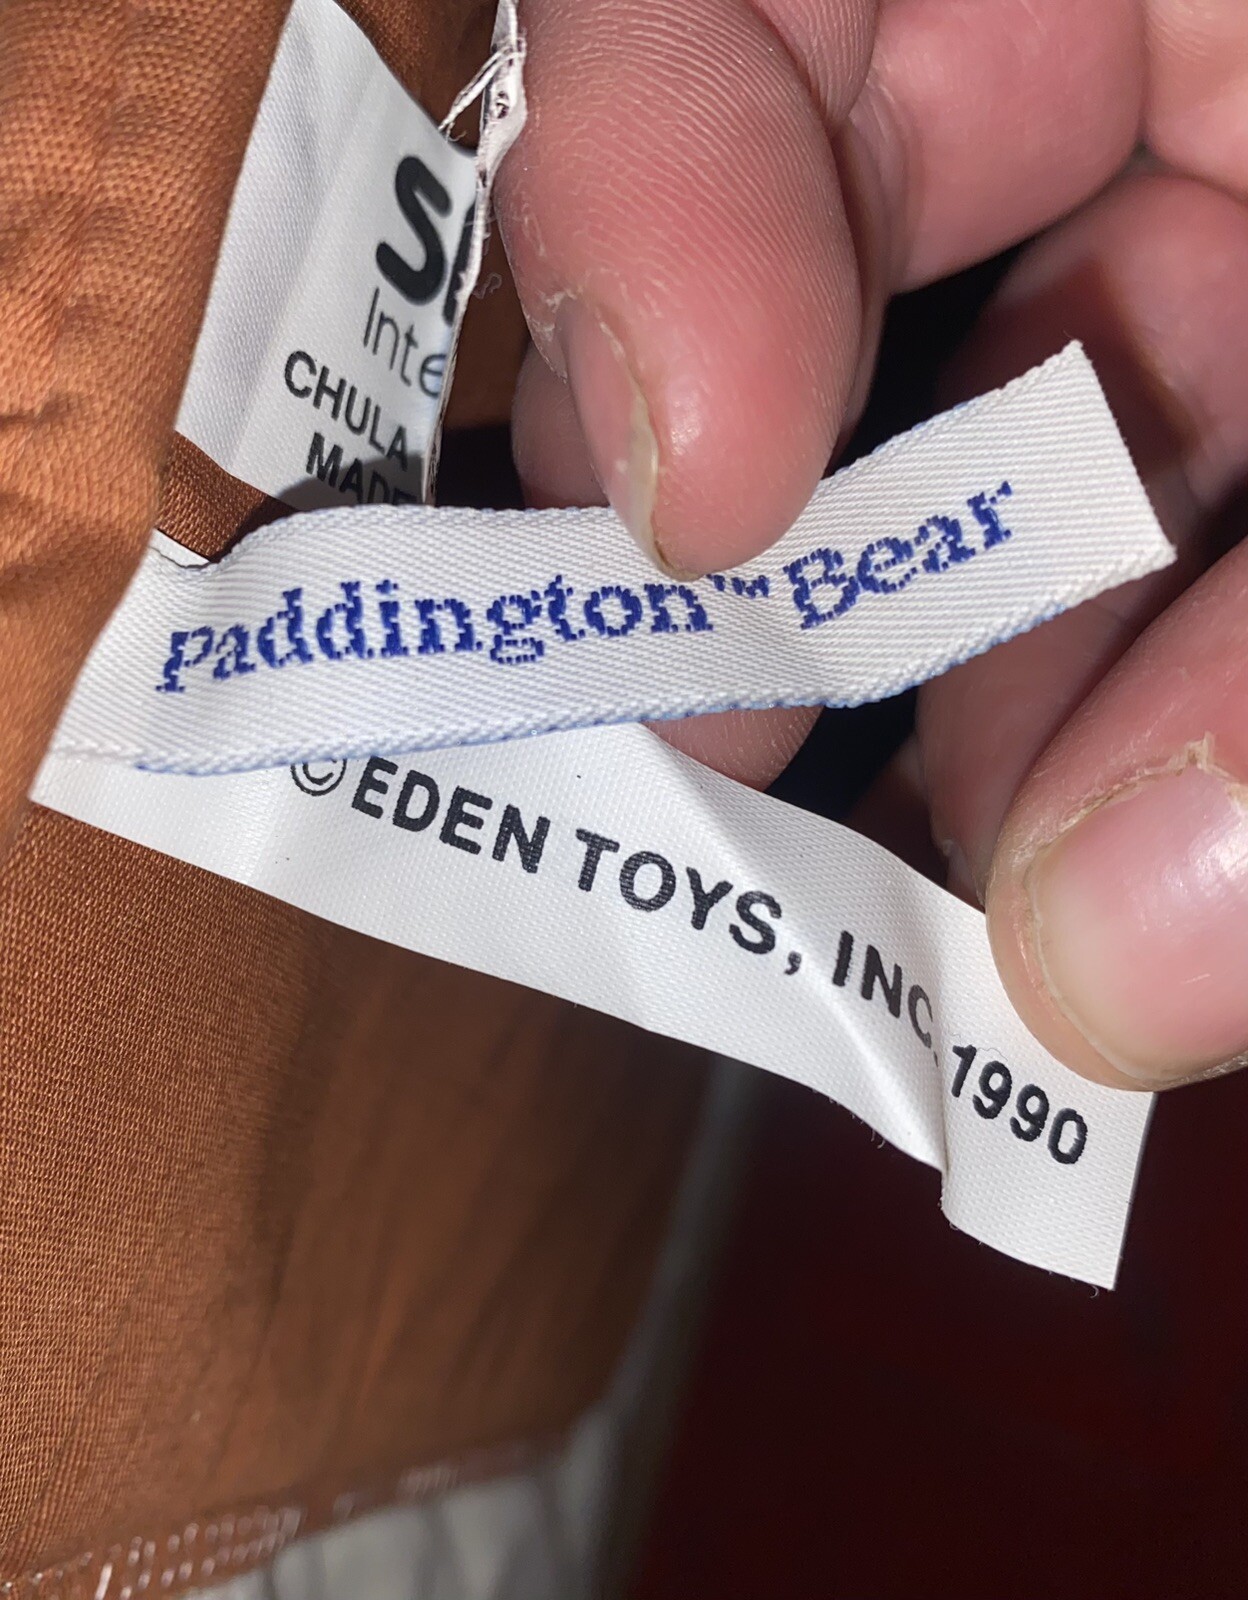 Inte
CHULA
MADE
Paddington™ Bear
© EDEN TOYS, INC. 1990